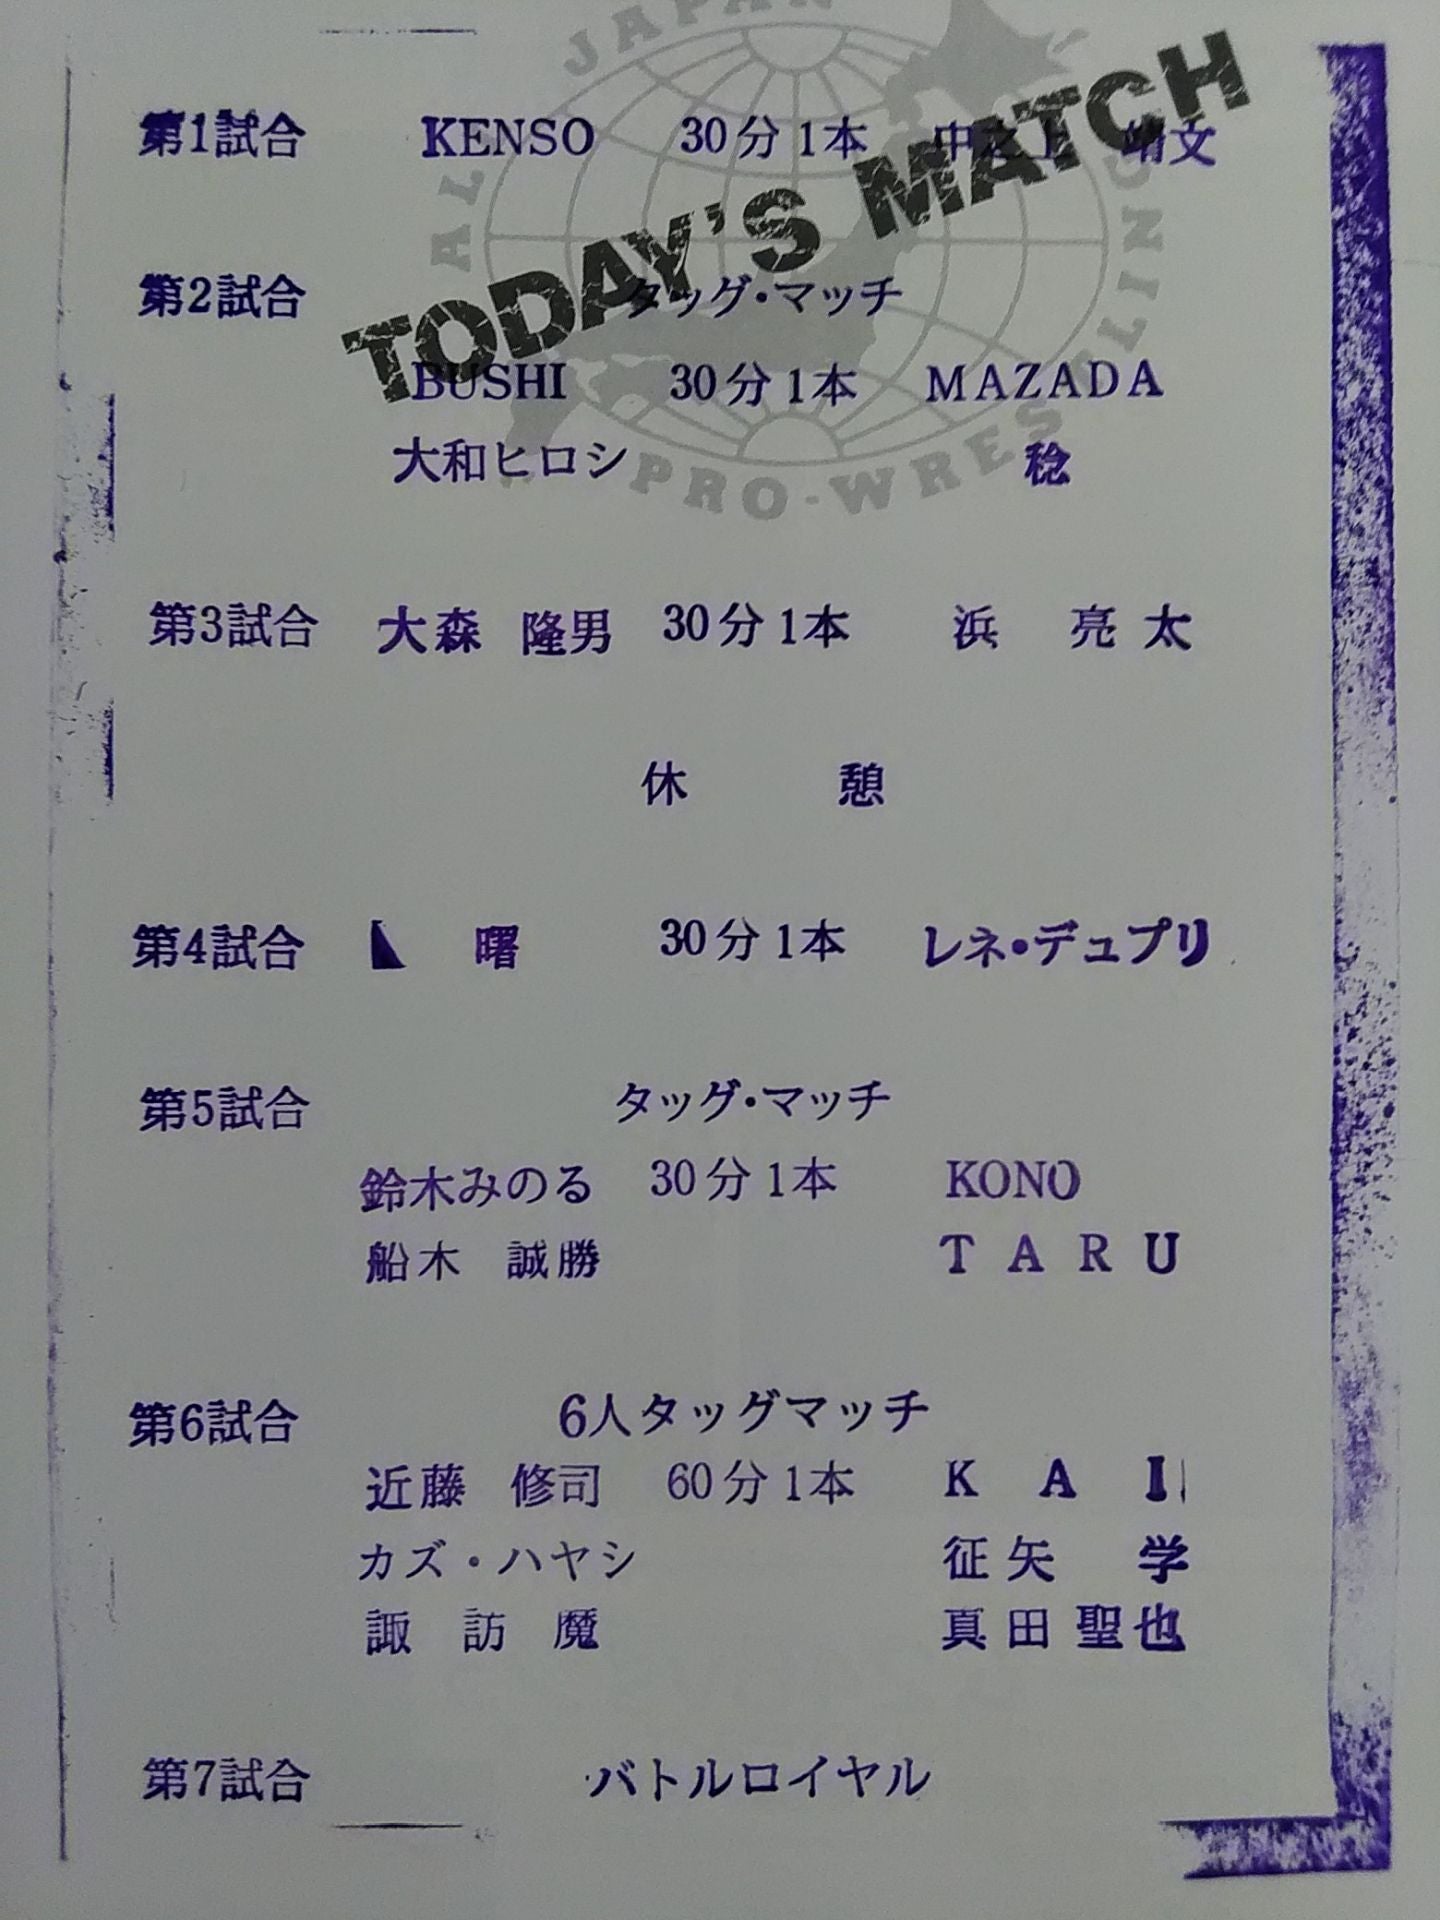 ALL JAPAN PRO-WRESTLING
TODAY'S MATCH
第1試合 KENSO 30分1本 中之上 靖文
第2試合 タッグ・マッチ
BUSHI 30分1本 MAZADA
大和ヒロシ 稔
第3試合 大森 隆男 30分1本 浜 亮太
休 憩
第4試合 曙 30分1本 レネ・デュプリ
第5試合 タッグ・マッチ
鈴木みのる 30分1本 KONO
船木 誠勝 TARU
第6試合 6人タッグマッチ
近藤 修司 60分1本 KAI
カズ・ハヤシ 征矢 学
諏訪魔 真田聖也
第7試合 バトルロイヤル